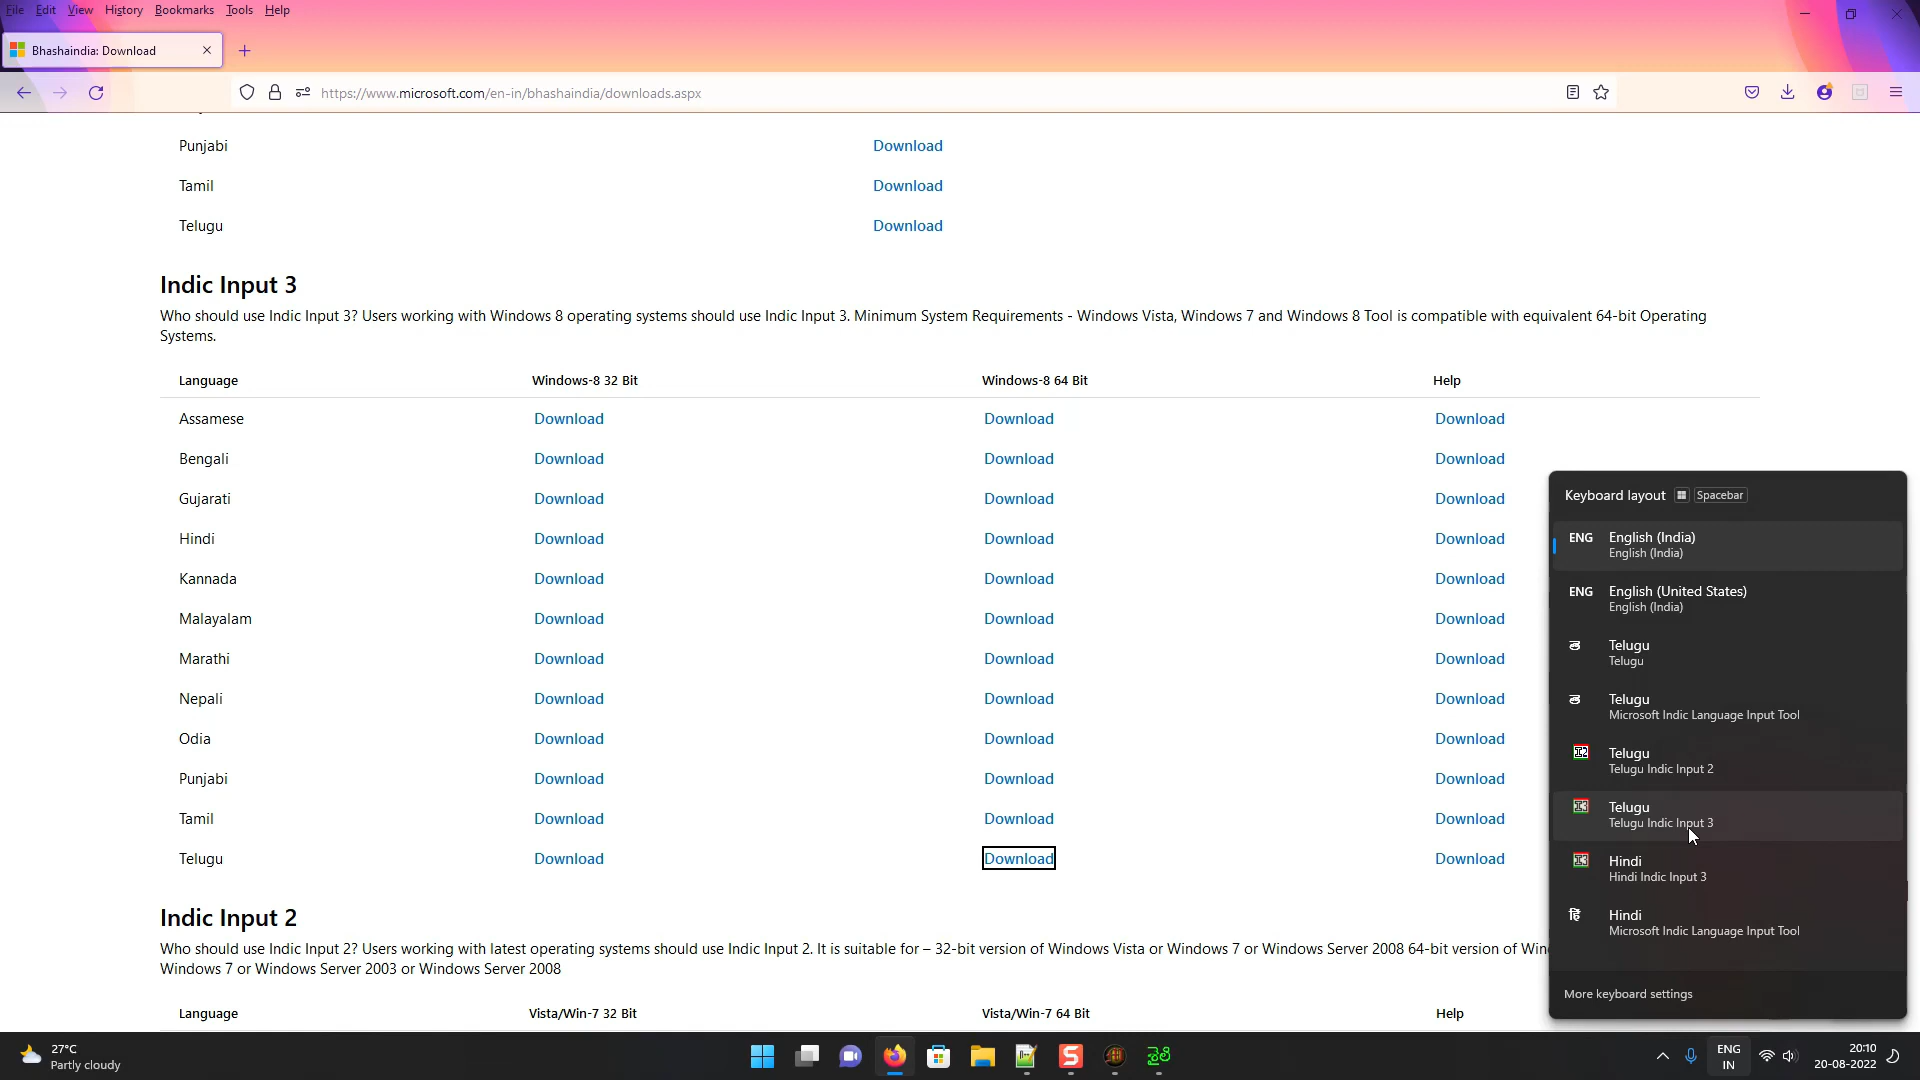 File Edit View History Bookmarks Tools Help
Bhashaindia: Download
https://www.microsoft.com/en-in/bhashaindia/downloads.aspx
Punjabi Download
Tamil Download
Telugu Download
Indic Input 3
Who should use Indic Input 3? Users working with Windows 8 operating systems should use Indic Input 3. Minimum System Requirements - Windows Vista, Windows 7 and Windows 8 Tool is compatible with equivalent 64-bit Operating
Systems.
Language Windows-8 32 Bit Windows-8 64 Bit Help
Assamese Download Download Download
Bengali Download Download Download
Gujarati Download Download Download
Hindi Download Download Download
Kannada Download Download Download
Malayalam Download Download Download
Marathi Download Download Download
Nepali Download Download Download
Odia Download Download Download
Punjabi Download Download Download
Tamil Download Download Download
Telugu Download Download Download
Indic Input 2
Who should use Indic Input 2? Users working with latest operating systems should use Indic Input 2. It is suitable for – 32-bit version of Windows Vista or Windows 7 or Windows Server 2008 64-bit version of
Windows 7 or Windows Server 2003 or Windows Server 2008
Language Vista/Win-7 32 Bit Vista/Win-7 64 Bit Help
Keyboard layout Spacebar
ENG English (India)
English (India)
ENG English (United States)
English (India)
తె Telugu
Telugu
తె Telugu
Microsoft Indic Language Input Tool
I2 Telugu
Telugu Indic Input 2
I3 Telugu
Telugu Indic Input 3
I3 Hindi
Hindi Indic Input 3
हिं Hindi
Microsoft Indic Language Input Tool
More keyboard settings
27°C
Partly cloudy
S
శైలి
ENG
IN
20:10
20-08-2022